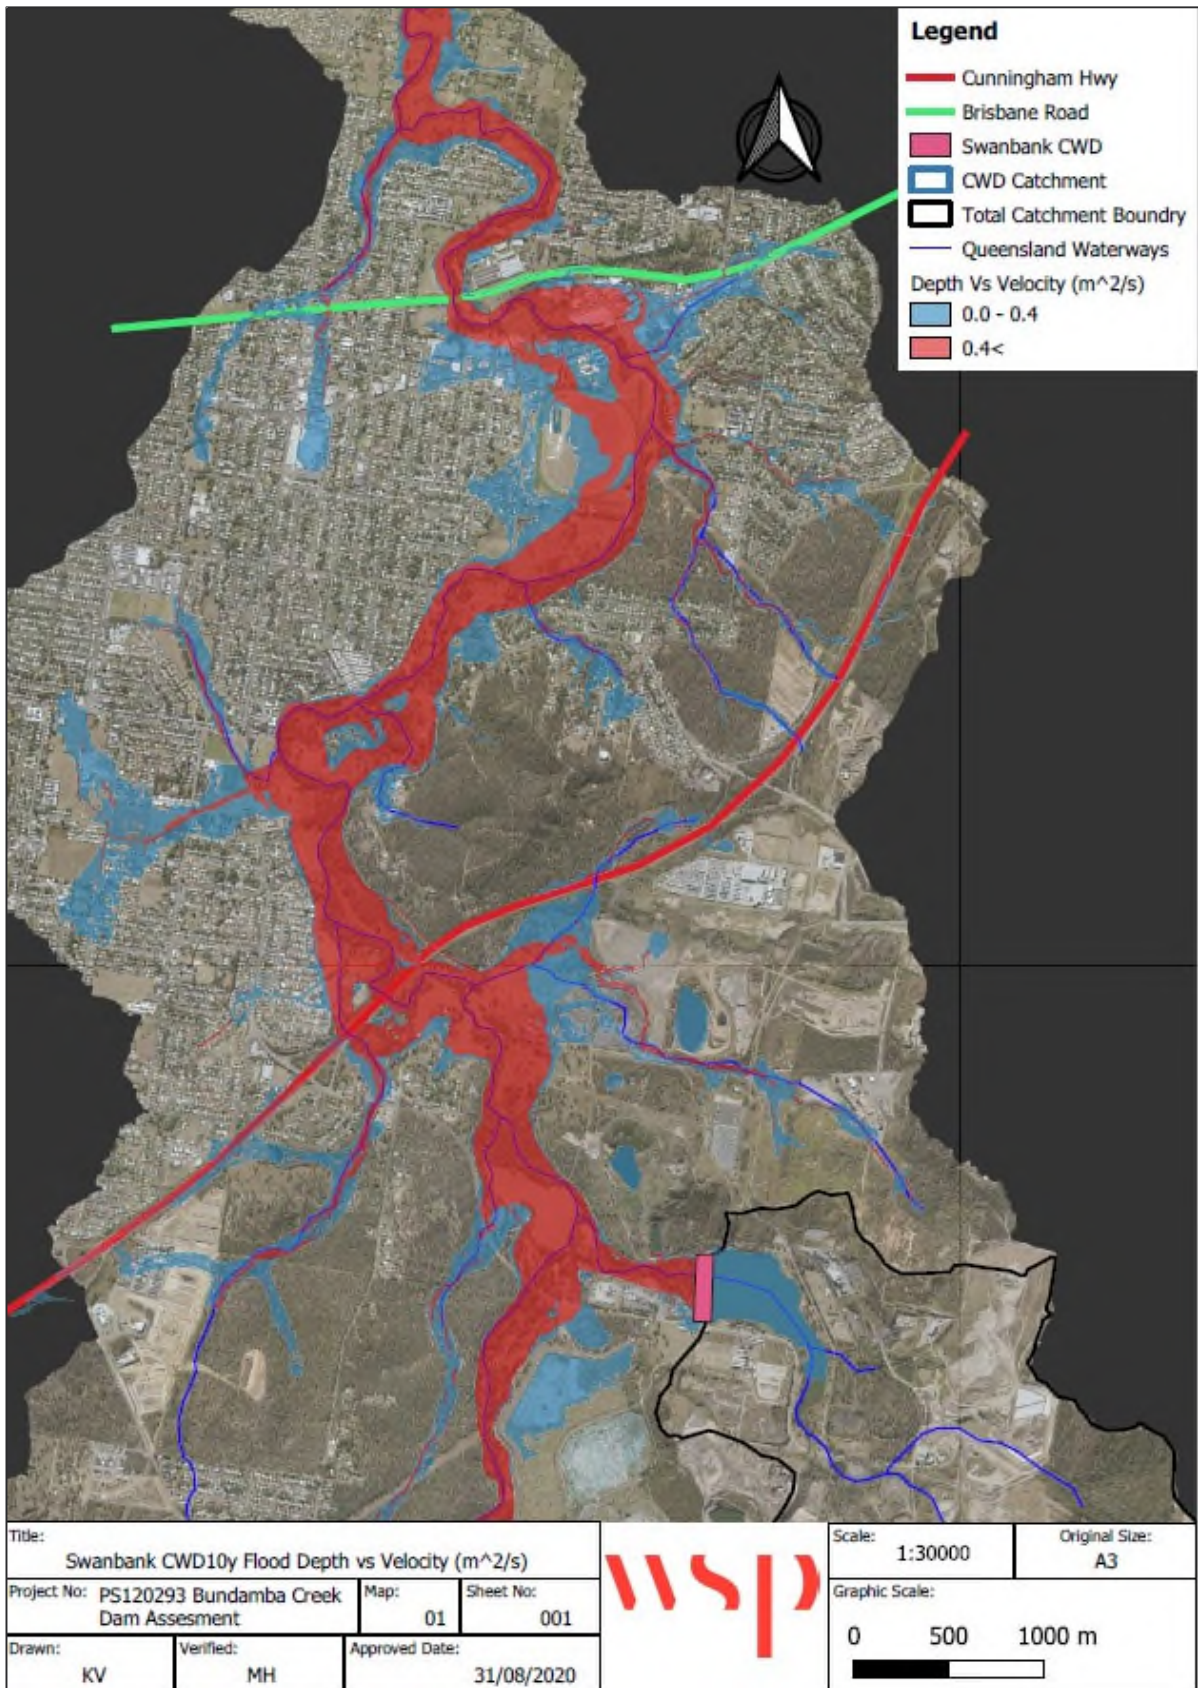 Legend
Cunningham Hwy
Brisbane Road
Swanbank CWD
CWD Catchment
Total Catchment Boundry
Queensland Waterways
Depth Vs Velocity (m^2/s)
0.0 - 0.4
0.4<
Title:
Swanbank CWD10y Flood Depth vs Velocity (m^2/s)
Project No: PS120293 Bundamba Creek
Dam Assesment
Map:
01
Sheet No:
001
Drawn:
KV
Verified:
MH
Approved Date:
31/08/2020
wsp
Scale:
1:30000
Original Size:
A3
Graphic Scale:
0 500 1000 m